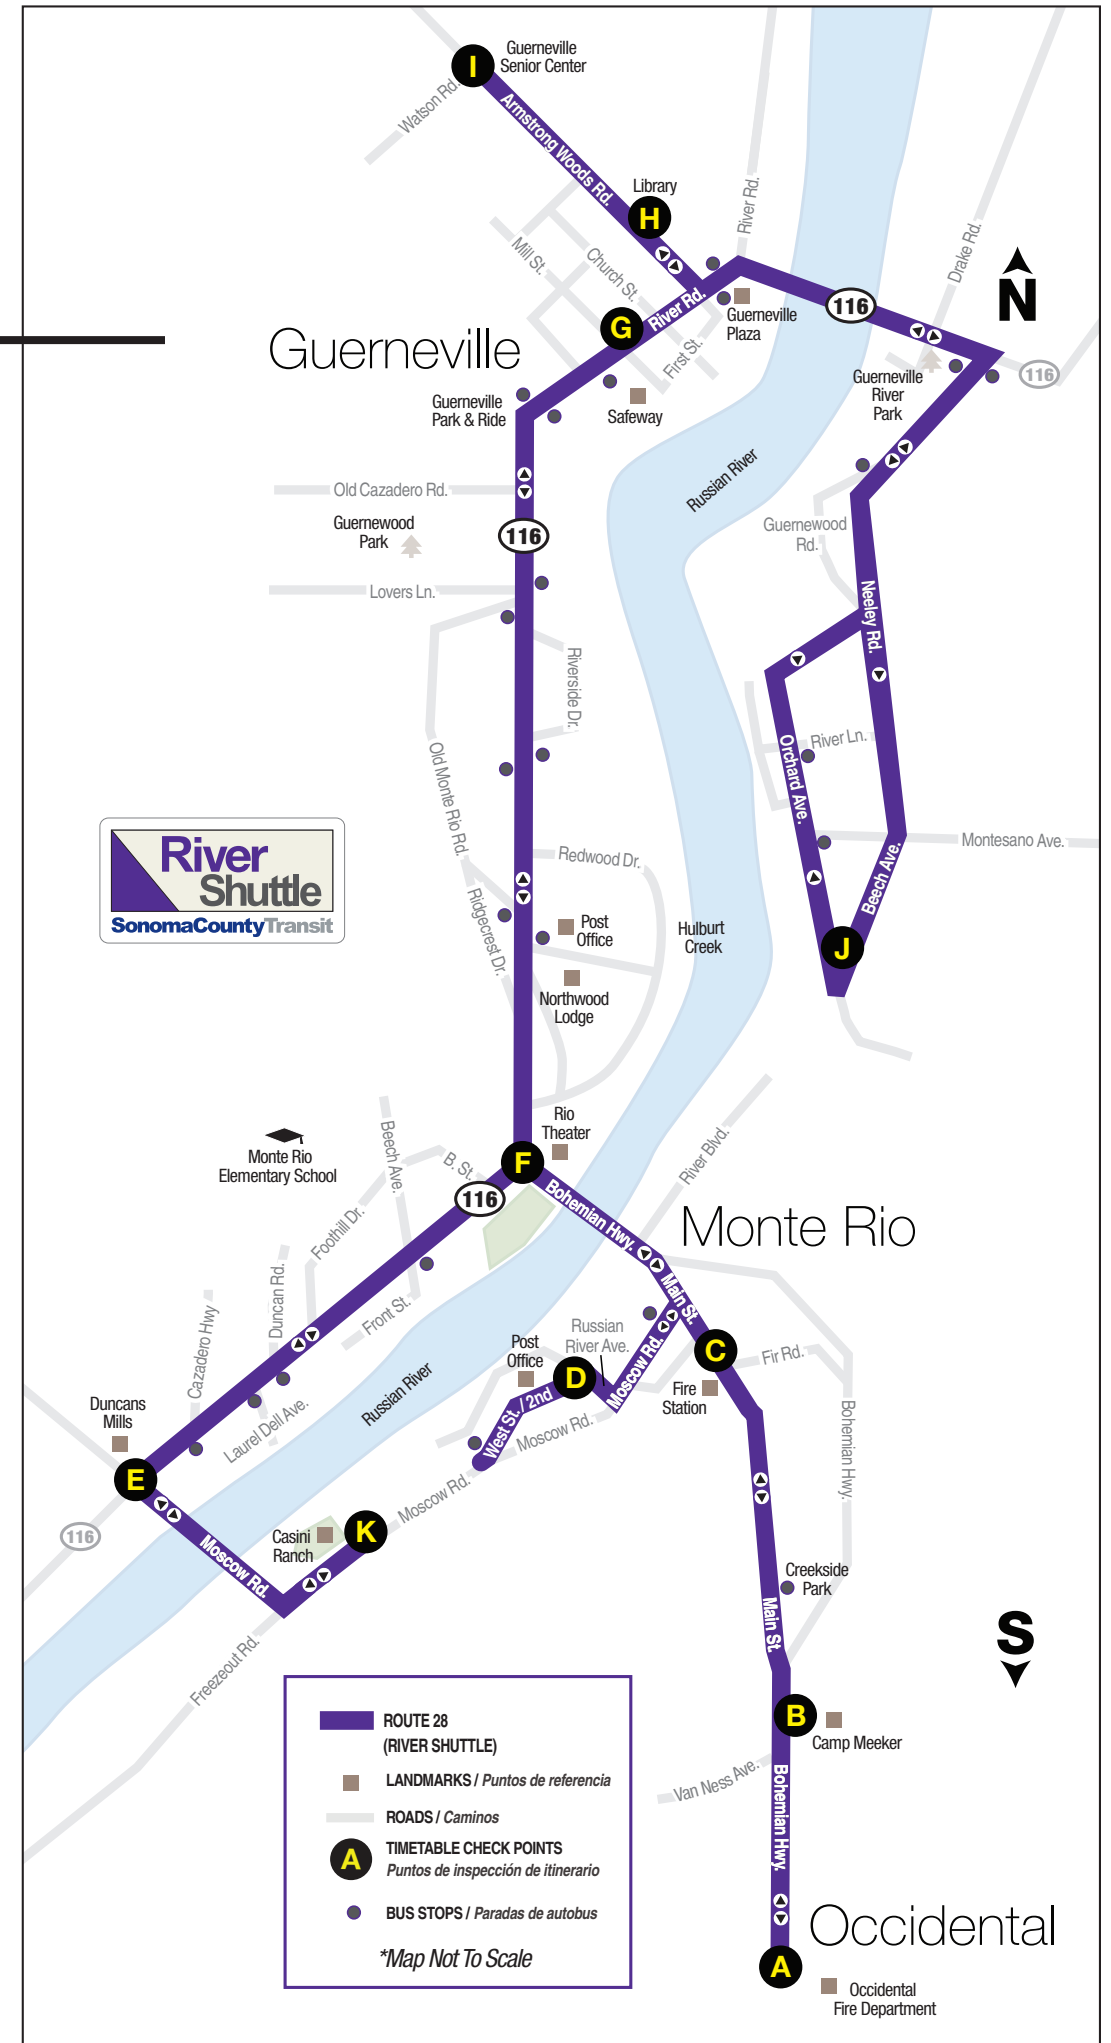 I
Guerneville
Senior Center
Watson Rd.
Armstrong Woods Rd.
Library
H
River Rd.
Mill St.
Church St.
Drake Rd.
N
G
River Rd.
116
Guerneville
Guerneville
Plaza
First St.
116
Guerneville
River
Park
Guerneville
Park & Ride
Safeway
Russian River
Old Cazadero Rd.
Guernewood
Park
116
Guernewood
Rd.
Lovers Ln.
Neeley Rd.
Riverside Dr.
Old Monte Rio Rd.
Orchard Ave.
River Ln.
River
Shuttle
SonomaCountyTransit
Redwood Dr.
Montesano Ave.
Beech Ave.
Ridgecrest Dr.
Post
Office
Hulburt
Creek
J
Northwood
Lodge
Rio
Theater
Monte Rio
Elementary School
Beech Ave.
B. St.
F
116
River Blvd.
Bohemian Hwy.
Monte Rio
Foothill Dr.
Duncan Rd.
Cazadero Hwy
Front St.
Main St.
Russian
River Ave.
Post
Office
D
Moscow Rd.
C
Fir Rd.
Fire
Station
Duncans
Mills
Laurel Dell Ave.
Russian River
West St. / 2nd
Moscow Rd.
Bohemian Hwy.
E
Moscow Rd.
116
Casini
Ranch
K
Moscow Rd.
Creekside
Park
Main St.
Freezeout Rd.
S
B
Camp Meeker
Van Ness Ave.
Bohemian Hwy.
ROUTE 28
(RIVER SHUTTLE)
LANDMARKS / Puntos de referencia
ROADS / Caminos
A
TIMETABLE CHECK POINTS
Puntos de inspección de itinerario
BUS STOPS / Paradas de autobus
*Map Not To Scale
Occidental
A
Occidental
Fire Department